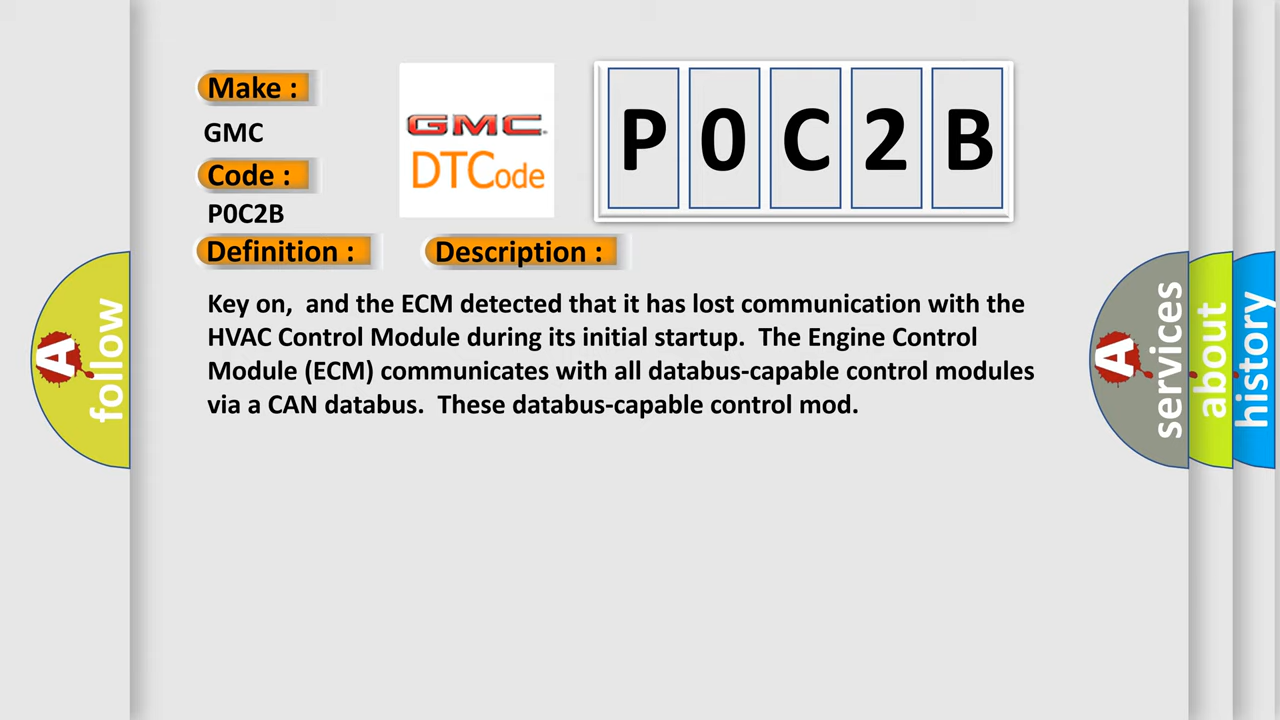 Make :
GMC
Code :
P0C2B
GMC
DTCode
P 0 C 2 B
Definition :
Description :
Key on,  and the ECM detected that it has lost communication with the
HVAC Control Module during its initial startup  The Engine Control
Module (ECM) communicates with all databus-capable control modules
via a CAN databus  These databus-capable control mod.
A follow
A services
about
history